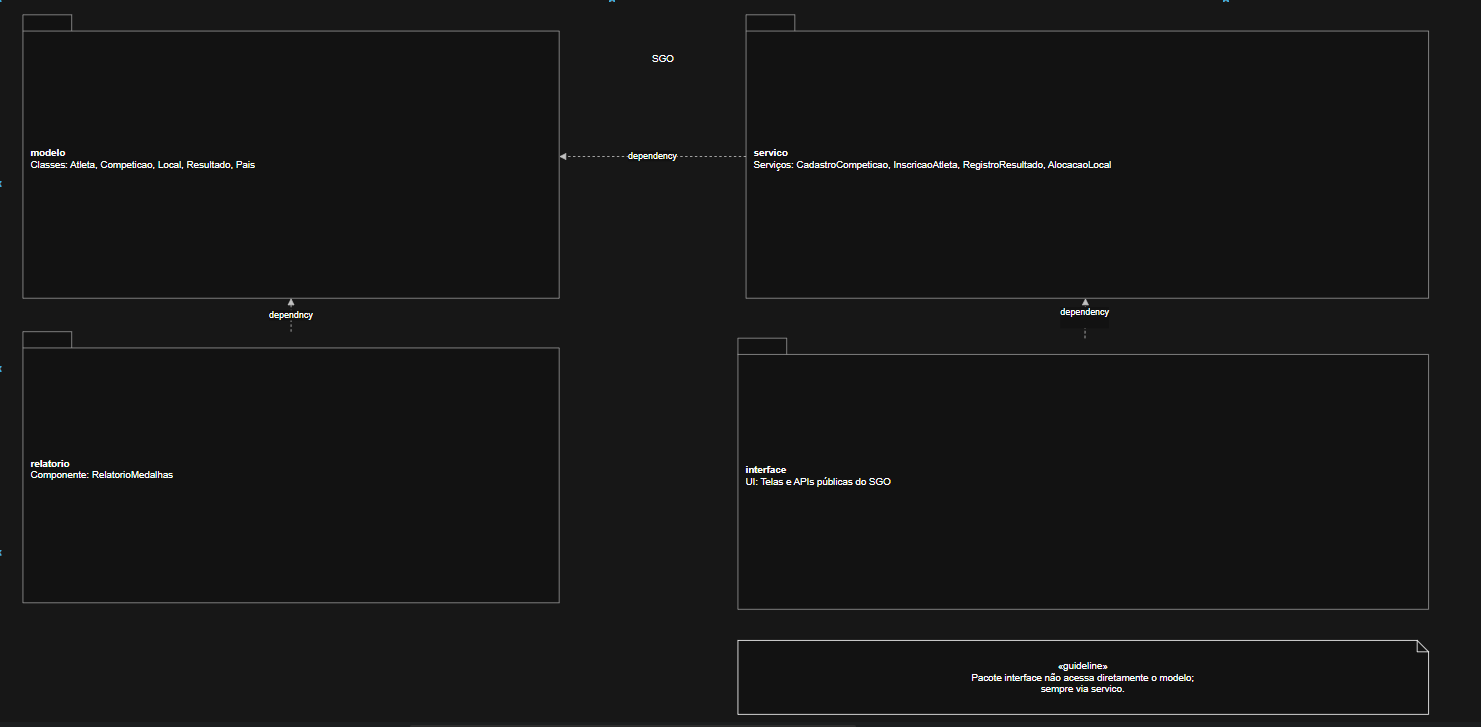 SGO
modelo
Classes: Atleta, Competicao, Local, Resultado, Pais
dependency
servico
Serviços: CadastroCompeticao, InscricaoAtleta, RegistroResultado, AlocacaoLocal
dependncy
dependency
relatorio
Componente: RelatorioMedalhas
interface
UI: Telas e APIs públicas do SGO
«guideline»
Pacote interface não acessa diretamente o modelo;
sempre via servico.